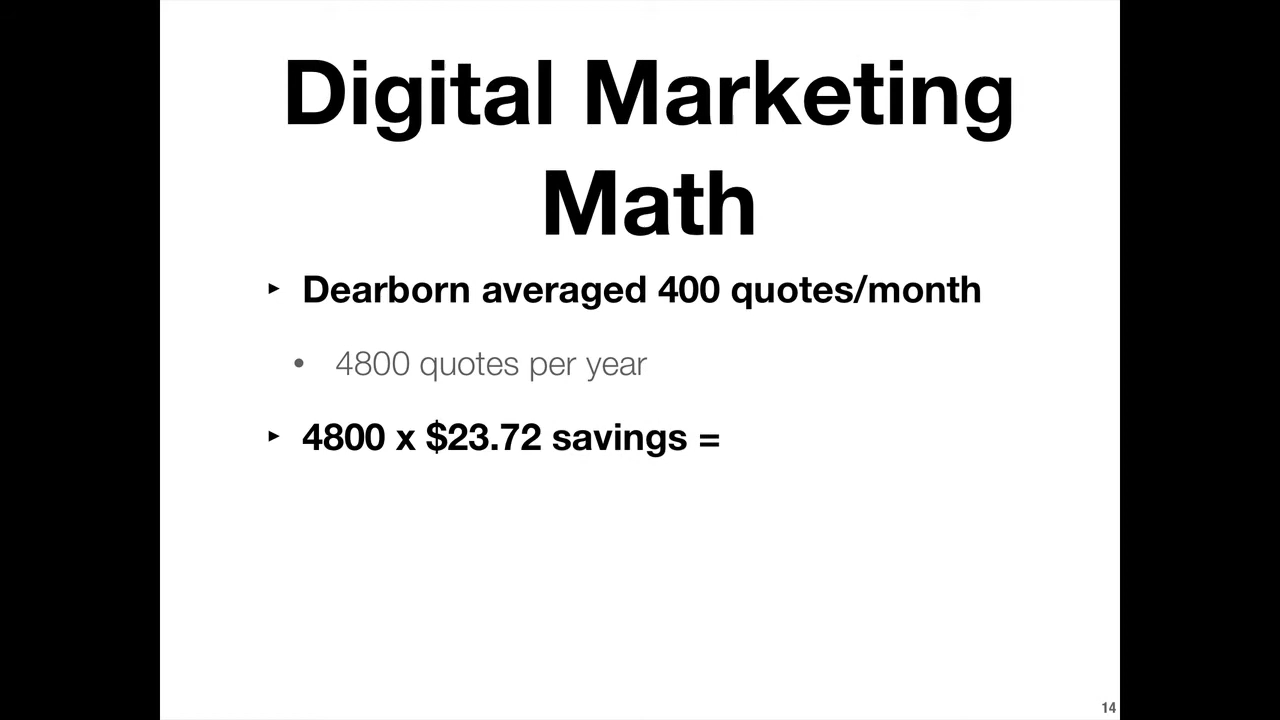 Digital Marketing
Math
▸ Dearborn averaged 400 quotes/month
• 4800 quotes per year
▸ 4800 x $23.72 savings =
14